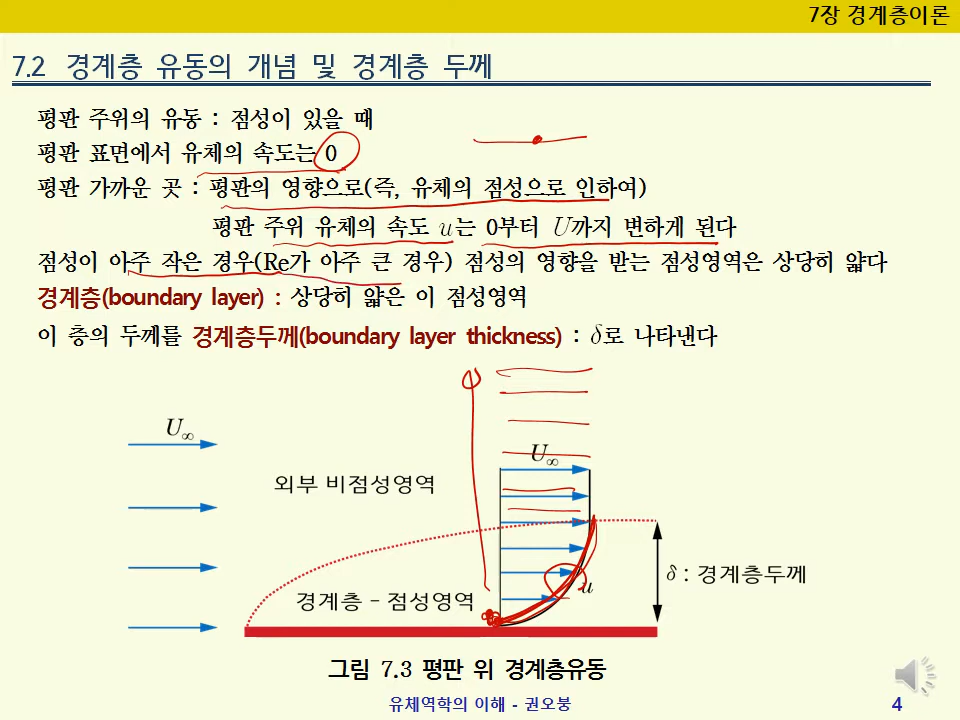 7장 경계층이론
7.2 경계층 유동의 개념 및 경계층 두께
평판 주위의 유동 : 점성이 있을 때
평판 표면에서 유체의 속도는 0
평판 가까운 곳 : 평판의 영향으로(즉, 유체의 점성으로 인하여)
평판 주위 유체의 속도 u는 0부터 U까지 변하게 된다
점성이 아주 작은 경우(Re가 아주 큰 경우) 점성의 영향을 받는 점성영역은 상당히 얇다
경계층(boundary layer) : 상당히 얇은 이 점성영역
이 층의 두께를 경계층두께(boundary layer thickness) : δ로 나타낸다
U∞
U∞
외부 비점성영역
δ : 경계층두께
u
경계층 - 점성영역
그림 7.3 평판 위 경계층유동
유체역학의 이해 - 권오붕
4